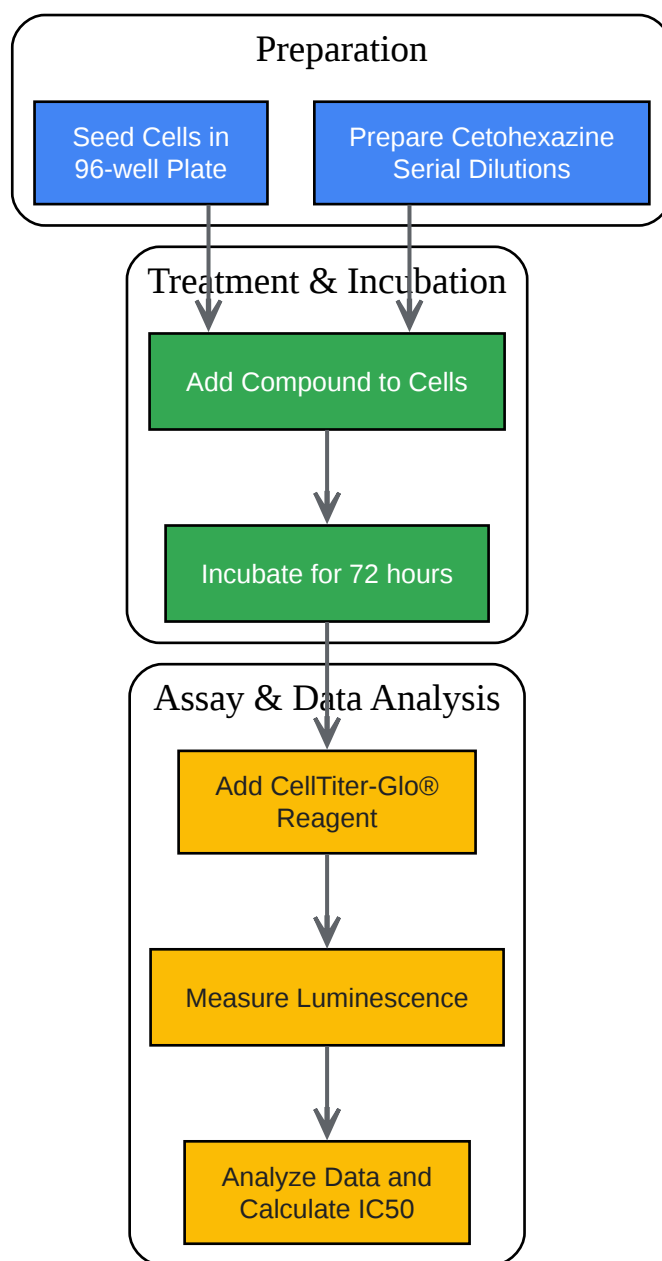 Preparation
Seed Cells in
96-well Plate
Prepare Cetohexazine
Serial Dilutions
Treatment & Incubation
Add Compound to Cells
Incubate for 72 hours
Assay & Data Analysis
Add CellTiter-Glo®
Reagent
Measure Luminescence
Analyze Data and
Calculate IC50